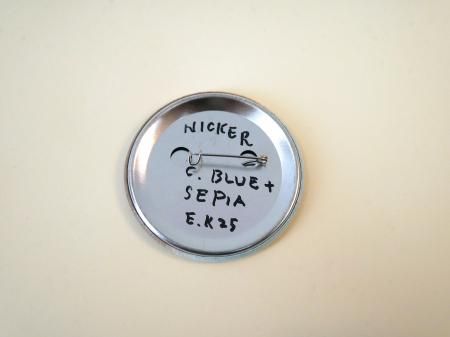 NICKER
C. BLUE+
SEPIA
E.K25